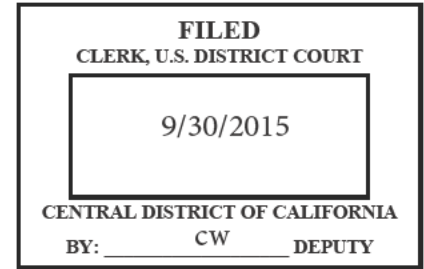 FILED
CLERK, U.S. DISTRICT COURT
9/30/2015
CENTRAL DISTRICT OF CALIFORNIA
BY: CW DEPUTY